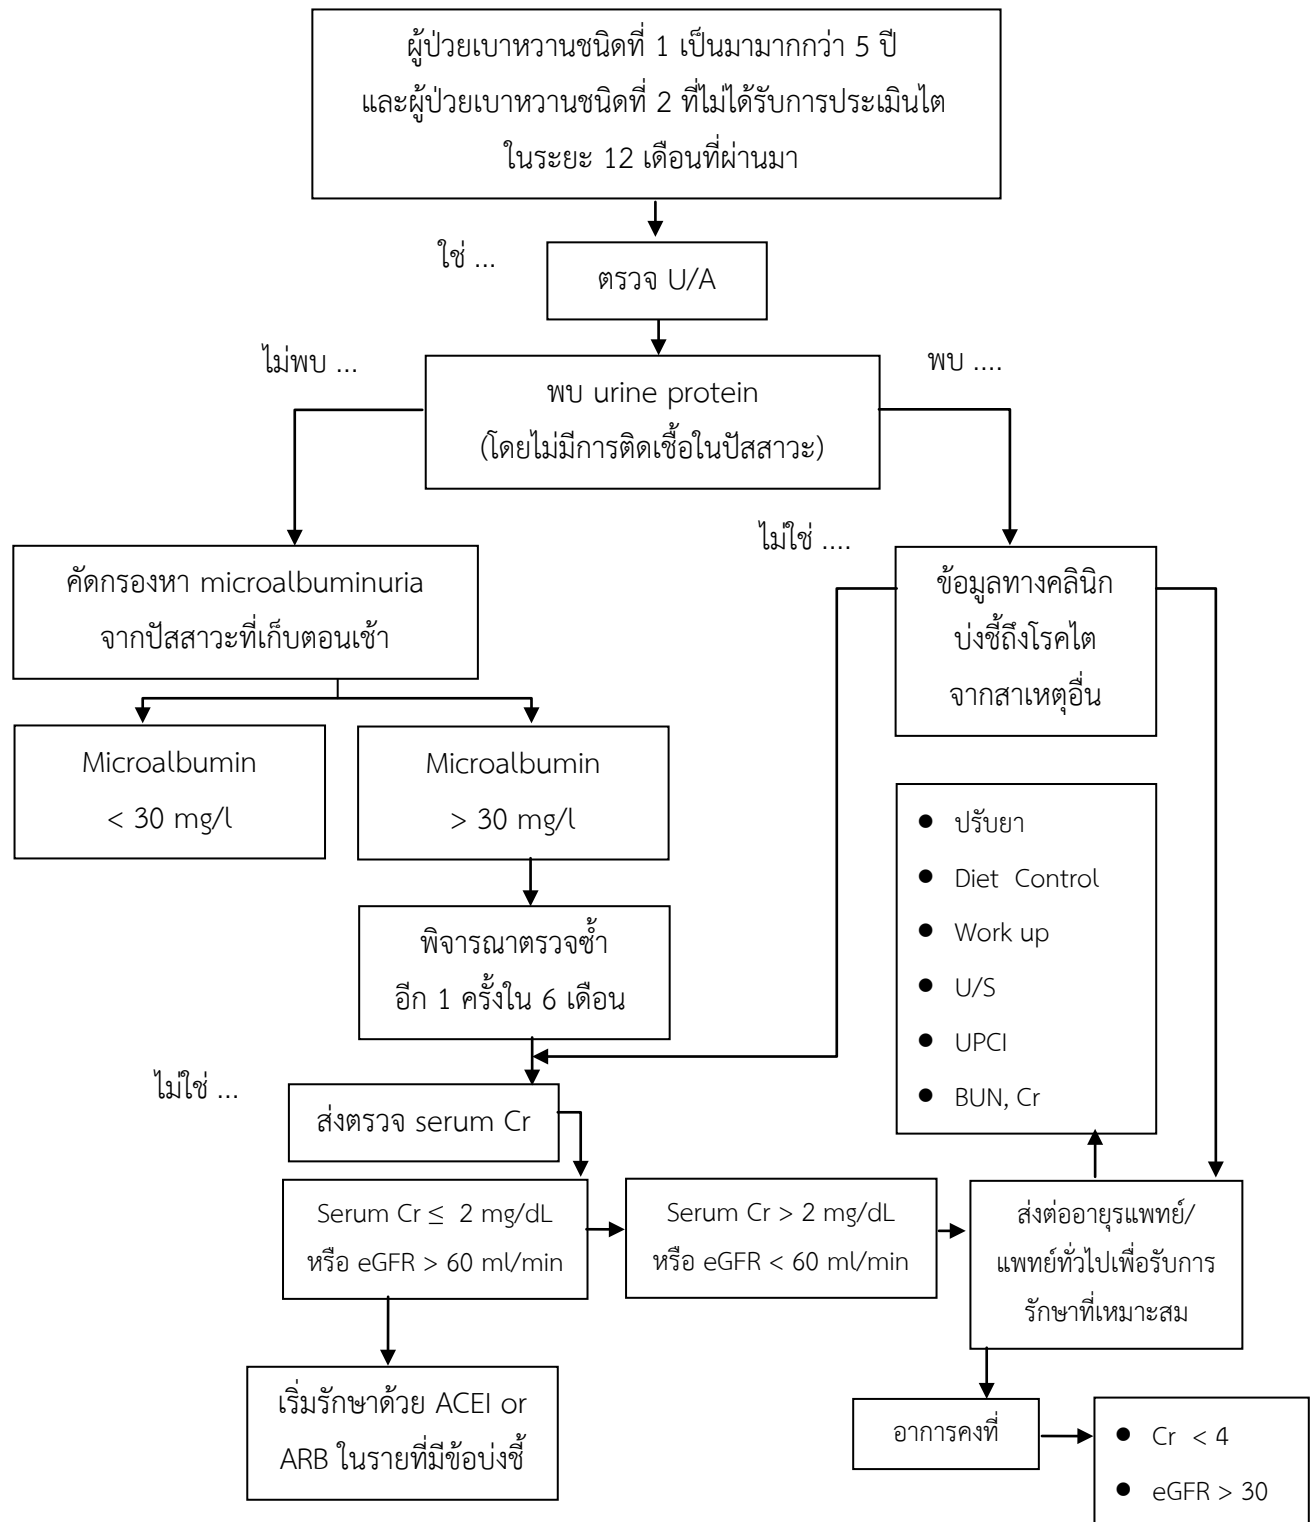 ผู้ป่วยเบาหวานชนิดที่ 1 เป็นมามากกว่า 5 ปี
และผู้ป่วยเบาหวานชนิดที่ 2 ที่ไม่ได้รับการประเมินไต
ในระยะ 12 เดือนที่ผ่านมา
ใช่ ...
ตรวจ U/A
ไม่พบ ...
พบ ....
พบ urine protein
(โดยไม่มีการติดเชื้อในปัสสาวะ)
ไม่ใช่ ....
คัดกรองหา microalbuminuria
จากปัสสาวะที่เก็บตอนเช้า
ข้อมูลทางคลินิก
บ่งชี้ถึงโรคไต
จากสาเหตุอื่น
Microalbumin
< 30 mg/l
Microalbumin
> 30 mg/l
● ปรับยา
● Diet Control
● Work up
● U/S
● UPCI
● BUN, Cr
พิจารณาตรวจซ้ำ
อีก 1 ครั้งใน 6 เดือน
ไม่ใช่ ...
ส่งตรวจ serum Cr
Serum Cr ≤ 2 mg/dL
หรือ eGFR > 60 ml/min
Serum Cr > 2 mg/dL
หรือ eGFR < 60 ml/min
ส่งต่ออายุรแพทย์/
แพทย์ทั่วไปเพื่อรับการ
รักษาที่เหมาะสม
เริ่มรักษาด้วย ACEI or
ARB ในรายที่มีข้อบ่งชี้
อาการคงที่
● Cr < 4
● eGFR > 30